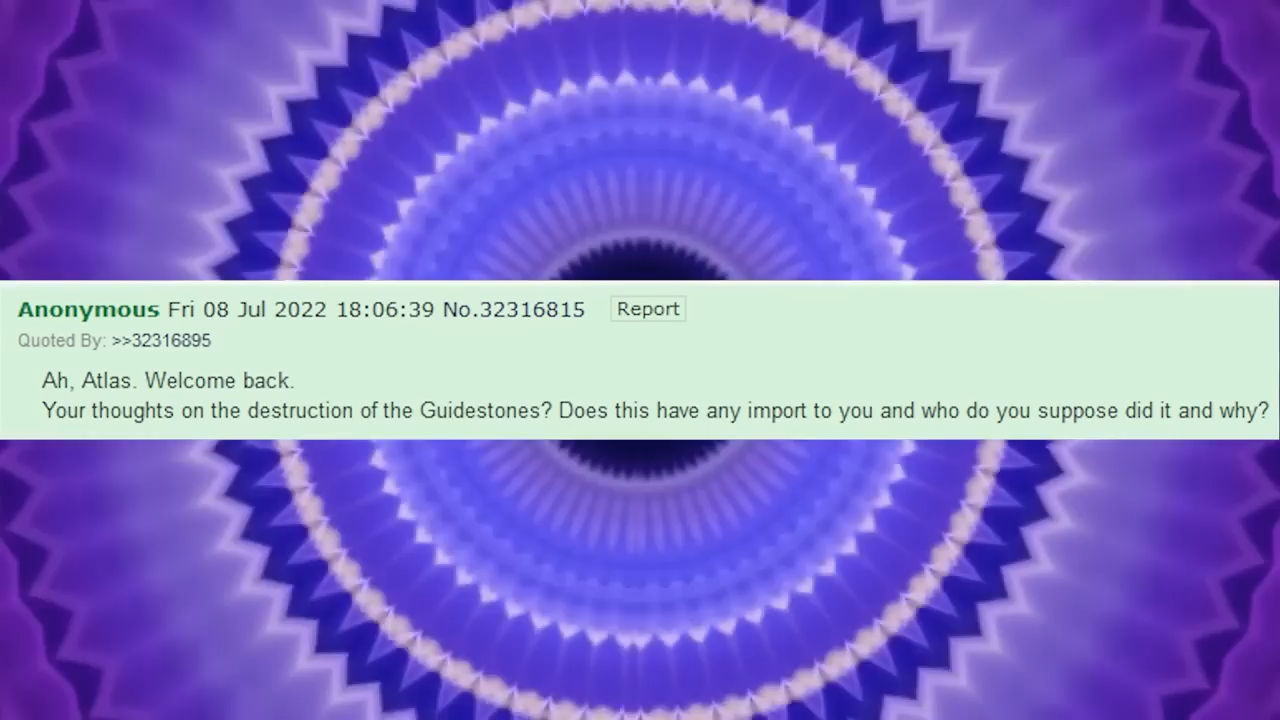 Anonymous Fri 08 Jul 2022 18:06:39 No.32316815 Report
Quoted By: >>32316895
Ah, Atlas. Welcome back.
Your thoughts on the destruction of the Guidestones? Does this have any import to you and who do you suppose did it and why?